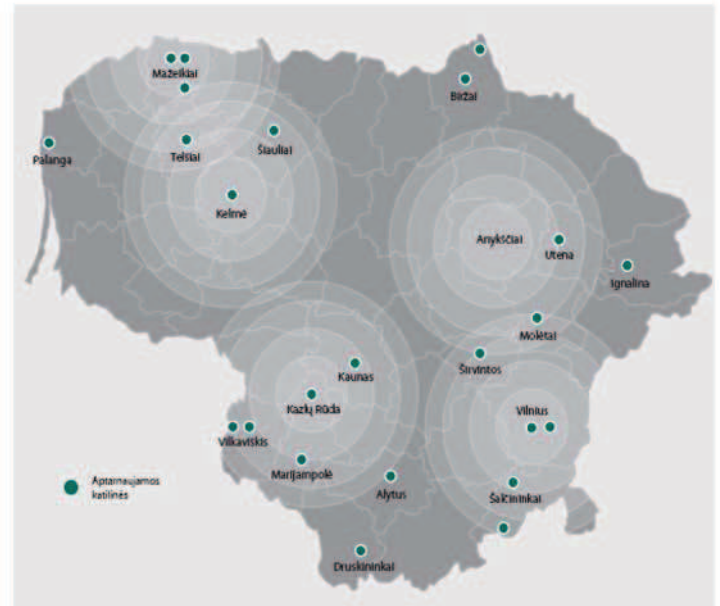 Mažeikiai
Biržai
Palanga
Telšiai
Šiauliai
Kelmė
Anykščiai
Utena
Ignalina
Molėtai
Širvintos
Kaunas
Kazlų Rūda
Vilnius
Vilkaviškis
Marijampolė
Alytus
Šalčininkai
Druskininkai
Aptarnaujamos
katilinės